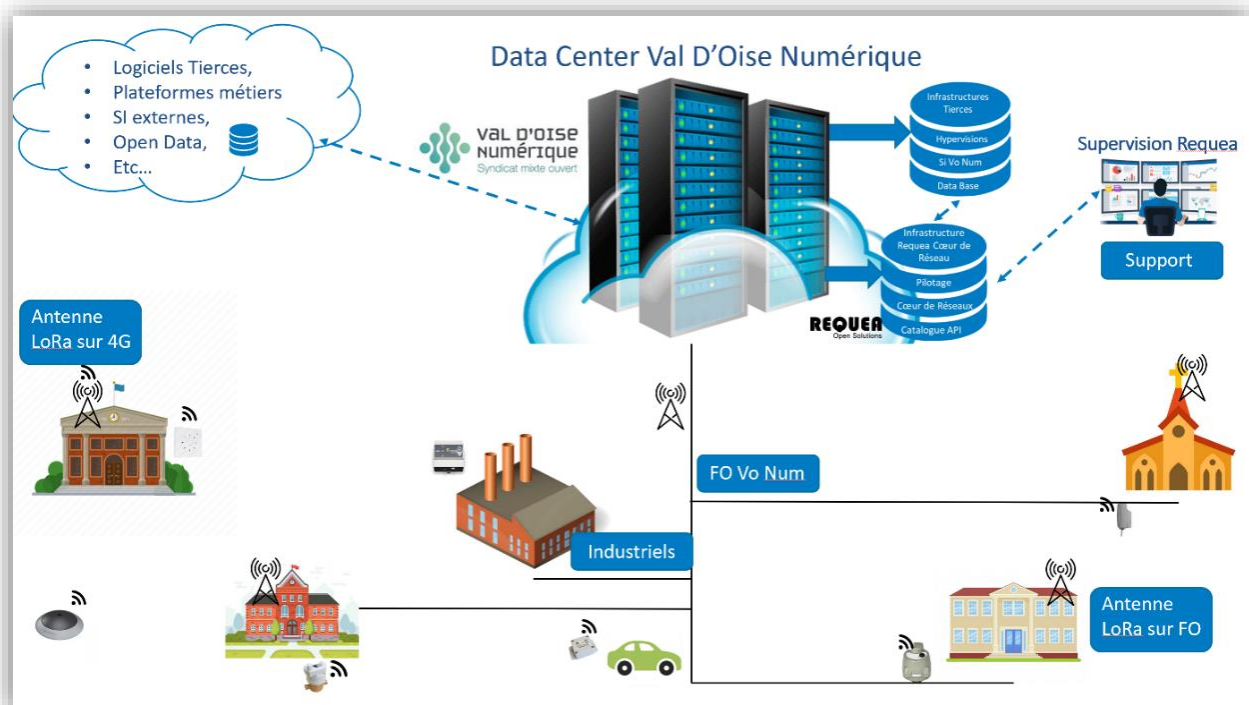 Data Center Val D'Oise Numérique
• Logiciels Tierces,
• Plateformes métiers
• SI externes,
• Open Data,
• Etc...
VAL D'OISE
NUMÉRIQUE
Syndicat mixte ouvert
Infrastructures
Tierces
Hypervisions
Si Vo Num
Data Base
Supervision Requea
Support
Infrastructure
Requea Cœur de
Réseau
Pilotage
Cœur de Réseaux
Catalogue API
REQUEA
Open Solutions
Antenne
LoRa sur 4G
FO Vo Num
Industriels
Antenne
LoRa sur FO